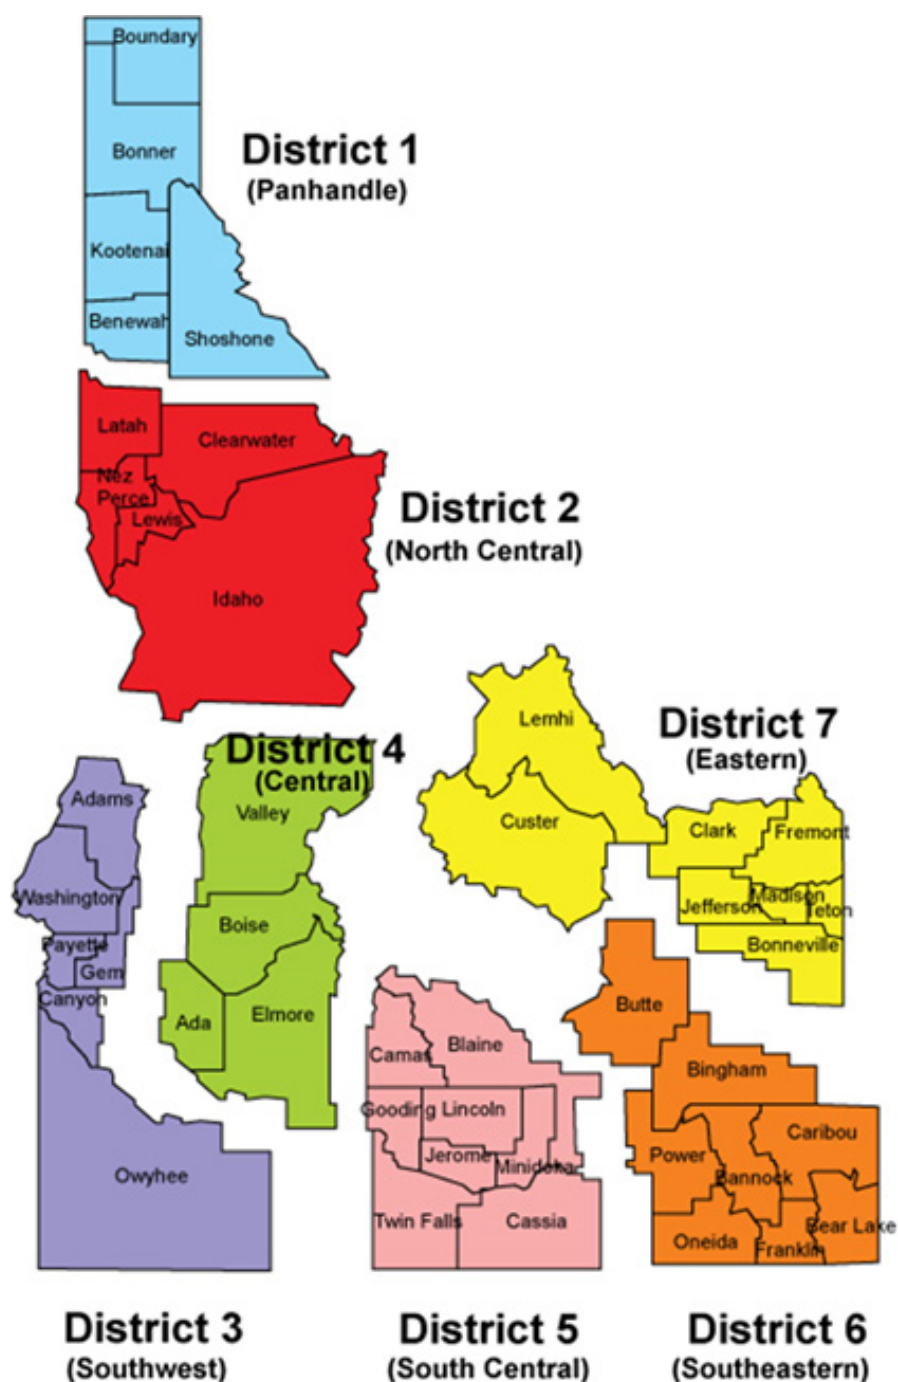 Boundary
Bonner
Kootenai
Benewah
Shoshone
District 1
(Panhandle)
Latah
Clearwater
Nez
Perce
Lewis
Idaho
District 2
(North Central)
Lemhi
Custer
Clark
Fremont
Jefferson
Madison
Teton
Bonneville
District 7
(Eastern)
District 4
(Central)
Valley
Boise
Ada
Elmore
Adams
Washington
Payette
Gem
Canyon
Owyhee
District 3
(Southwest)
Camas
Blaine
Gooding
Lincoln
Jerome
Minidoka
Twin Falls
Cassia
District 5
(South Central)
Butte
Bingham
Power
Bannock
Caribou
Oneida
Franklin
Bear Lake
District 6
(Southeastern)